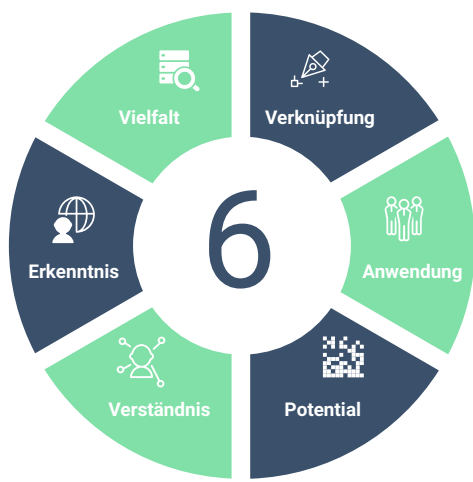 Vielfalt
Verknüpfung
6
Erkenntnis
Anwendung
Verständnis
Potential